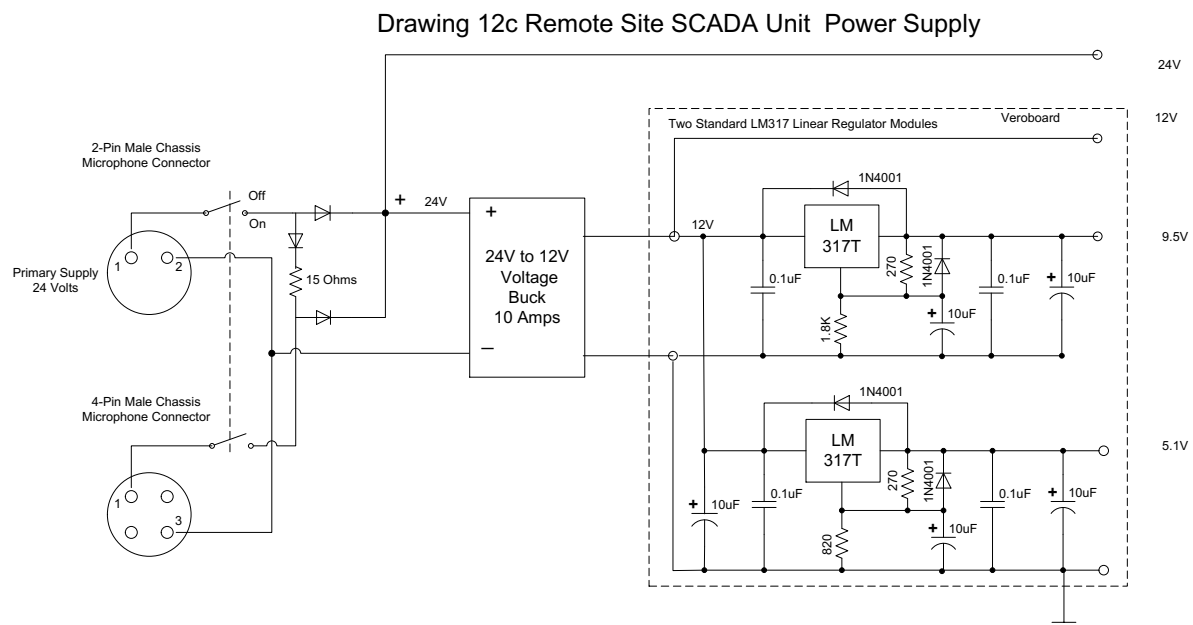 Drawing 12c Remote Site SCADA Unit Power Supply
24V
12V
Two Standard LM317 Linear Regulator Modules
Veroboard
2-Pin Male Chassis
Microphone Connector
Off
On
+
24V
1
2
Primary Supply
24 Volts
15 Ohms
+
24V to 12V
Voltage
Buck
10 Amps
–
12V
1N4001
LM
317T
270
1N4001
9.5V
0.1uF
1.8K
+
10uF
0.1uF
+
10uF
4-Pin Male Chassis
Microphone Connector
1
3
1N4001
LM
317T
270
1N4001
5.1V
+
10uF
0.1uF
820
+
10uF
0.1uF
+
10uF